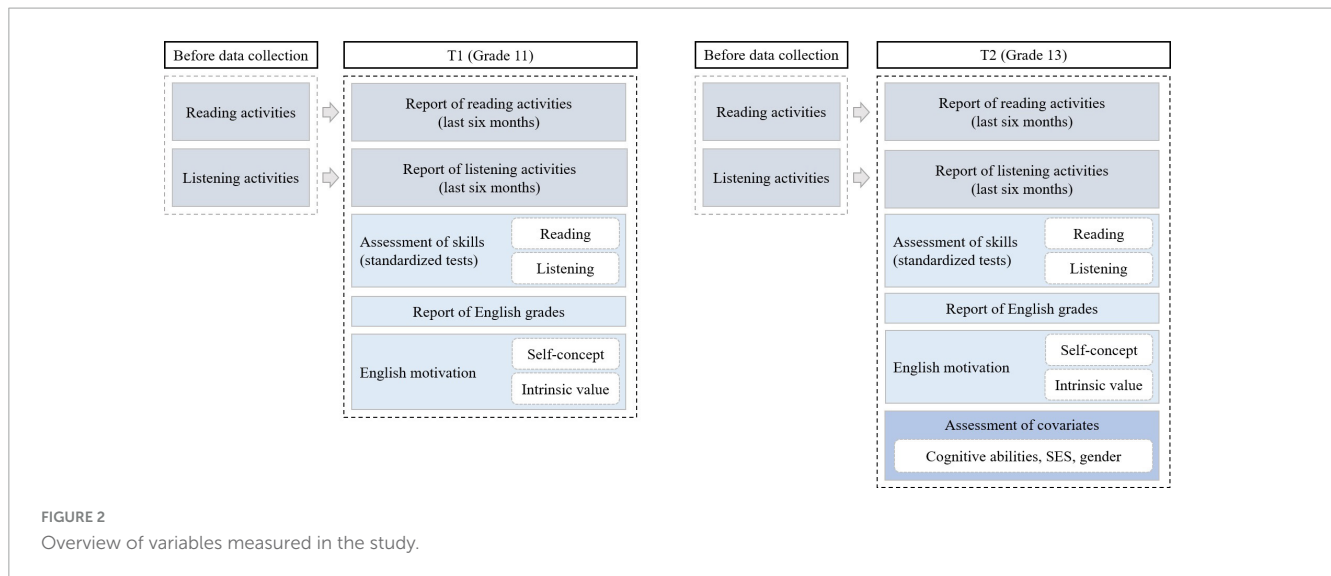 Before data collection
T1 (Grade 11)
Reading activities
Report of reading activities
(last six months)
Listening activities
Report of listening activities
(last six months)
Assessment of skills
(standardized tests)
Reading
Listening
Report of English grades
English motivation
Self-concept
Intrinsic value
Before data collection
T2 (Grade 13)
Reading activities
Report of reading activities
(last six months)
Listening activities
Report of listening activities
(last six months)
Assessment of skills
(standardized tests)
Reading
Listening
Report of English grades
English motivation
Self-concept
Intrinsic value
Assessment of covariates
Cognitive abilities, SES, gender
FIGURE 2
Overview of variables measured in the study.